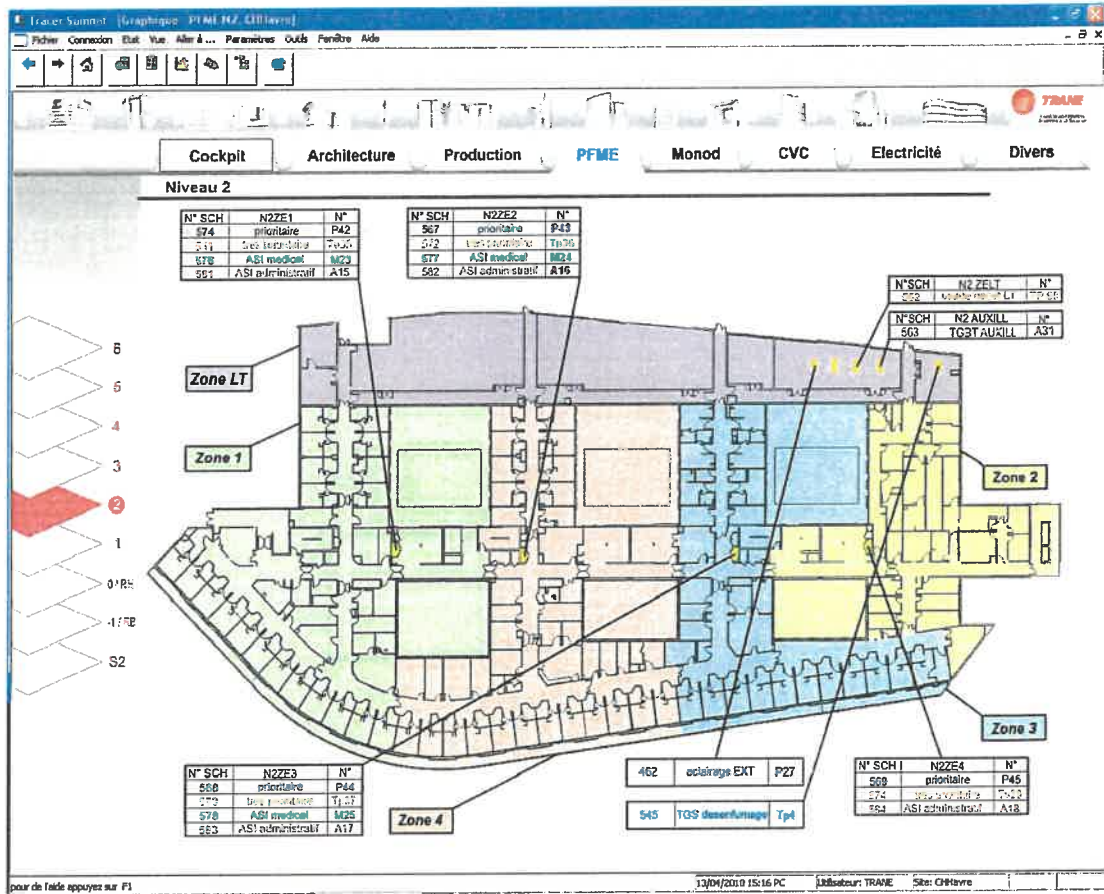 Tracer Summit - [Graphique - PFME N2, CHHavre]
Fichier Connexion Etat Vue Aller à ... Paramètres Outils Fenêtre Aide
TRANE
Cockpit Architecture Production PFME Monod CVC Electricité Divers
Niveau 2
N° SCH N2ZE1 N°
574 prioritaire P42
ASI medical M23
581 ASI administratif A15
N° SCH N2ZE2 N°
567 prioritaire P43
572 Tp36
577 ASI medical M24
582 ASI administratif A16
N°SCH N2 ZELT N°
N°SCH N2 AUXILL N°
563 TGBT AUXILL A31
6
5
4
3
2
1
S2
Zone LT
Zone 1
Zone 2
Zone 3
Zone 4
N° SCH N2ZE3 N°
568 prioritaire P44
578 ASI medical M25
583 ASI administratif A17
462 eclairage EXT P27
545 TGS desenfumage Tp4
N° SCH N2ZE4 N°
569 prioritaire P45
584 ASI administratif A18
pour de l'aide appuyez sur F1
13/04/2010 15:16 PC Utilisateur: TRANE Site: CHHavre